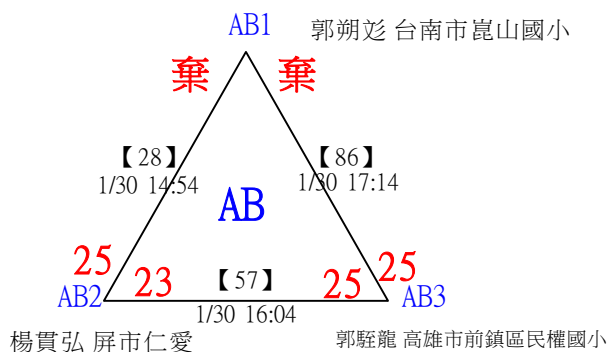 AB1 郭朔彣 台南市崑山國小
棄 棄
【28】 【86】
1/30 14:54 1/30 17:14
AB
25 23 【57】 25 25
AB2 1/30 16:04 AB3
楊貫弘 屏市仁愛 郭駤龍 高雄市前鎮區民權國小